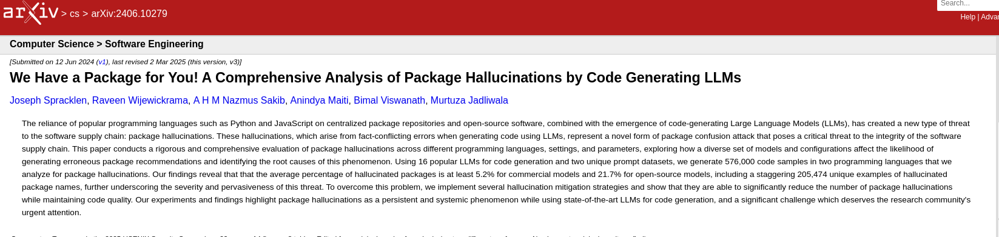 Search...
arXiv > cs > arXiv:2406.10279
Help | Advar
Computer Science > Software Engineering
[Submitted on 12 Jun 2024 (v1), last revised 2 Mar 2025 (this version, v3)]
We Have a Package for You! A Comprehensive Analysis of Package Hallucinations by Code Generating LLMs
Joseph Spracklen, Raveen Wijewickrama, A H M Nazmus Sakib, Anindya Maiti, Bimal Viswanath, Murtuza Jadliwala
The reliance of popular programming languages such as Python and JavaScript on centralized package repositories and open-source software, combined with the emergence of code-generating Large Language Models (LLMs), has created a new type of threat
to the software supply chain: package hallucinations. These hallucinations, which arise from fact-conflicting errors when generating code using LLMs, represent a novel form of package confusion attack that poses a critical threat to the integrity of the software
supply chain. This paper conducts a rigorous and comprehensive evaluation of package hallucinations across different programming languages, settings, and parameters, exploring how a diverse set of models and configurations affect the likelihood of
generating erroneous package recommendations and identifying the root causes of this phenomenon. Using 16 popular LLMs for code generation and two unique prompt datasets, we generate 576,000 code samples in two programming languages that we
analyze for package hallucinations. Our findings reveal that that the average percentage of hallucinated packages is at least 5.2% for commercial models and 21.7% for open-source models, including a staggering 205,474 unique examples of hallucinated
package names, further underscoring the severity and pervasiveness of this threat. To overcome this problem, we implement several hallucination mitigation strategies and show that they are able to significantly reduce the number of package hallucinations
while maintaining code quality. Our experiments and findings highlight package hallucinations as a persistent and systemic phenomenon while using state-of-the-art LLMs for code generation, and a significant challenge which deserves the research community's
urgent attention.